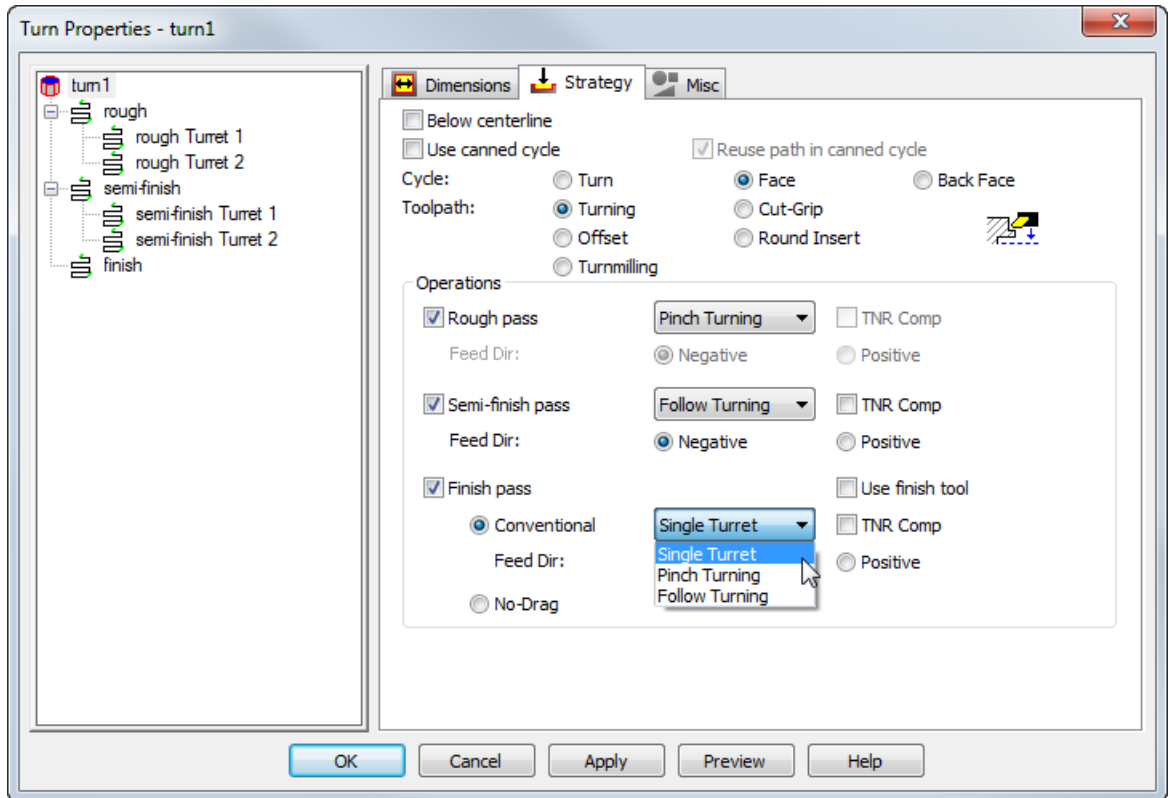 Turn Properties - turn1
turn1
rough
rough Turret 1
rough Turret 2
semi-finish
semi-finish Turret 1
semi-finish Turret 2
finish
Dimensions Strategy Misc
Below centerline
Use canned cycle Reuse path in canned cycle
Cycle: Turn Face Back Face
Toolpath: Turning Cut-Grip
Offset Round Insert
Turnmilling
Operations
Rough pass Pinch Turning TNR Comp
Feed Dir: Negative Positive
Semi-finish pass Follow Turning TNR Comp
Feed Dir: Negative Positive
Finish pass Use finish tool
Conventional Single Turret TNR Comp
Single Turret
Feed Dir: Positive
Pinch Turning
Follow Turning
No-Drag
OK Cancel Apply Preview Help